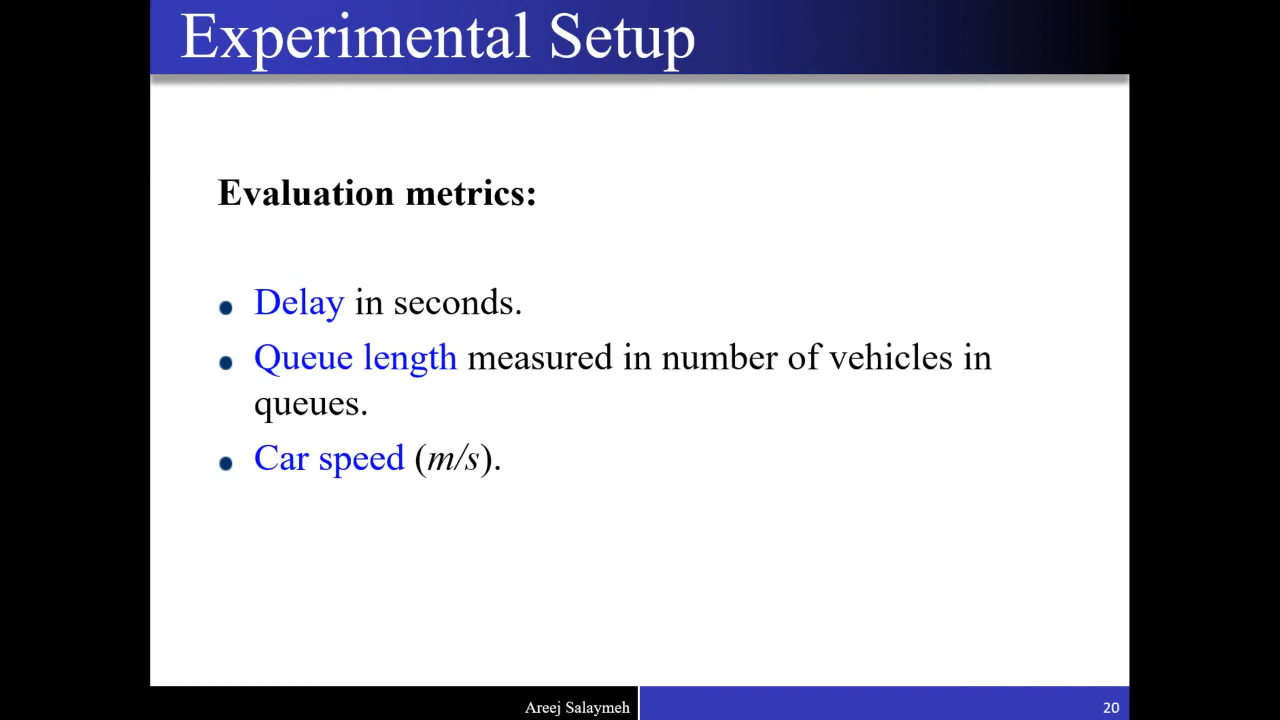 Experimental Setup
Evaluation metrics:
Delay in seconds.
Queue length measured in number of vehicles in
queues.
Car speed (m/s).
Areej Salaymeh
20